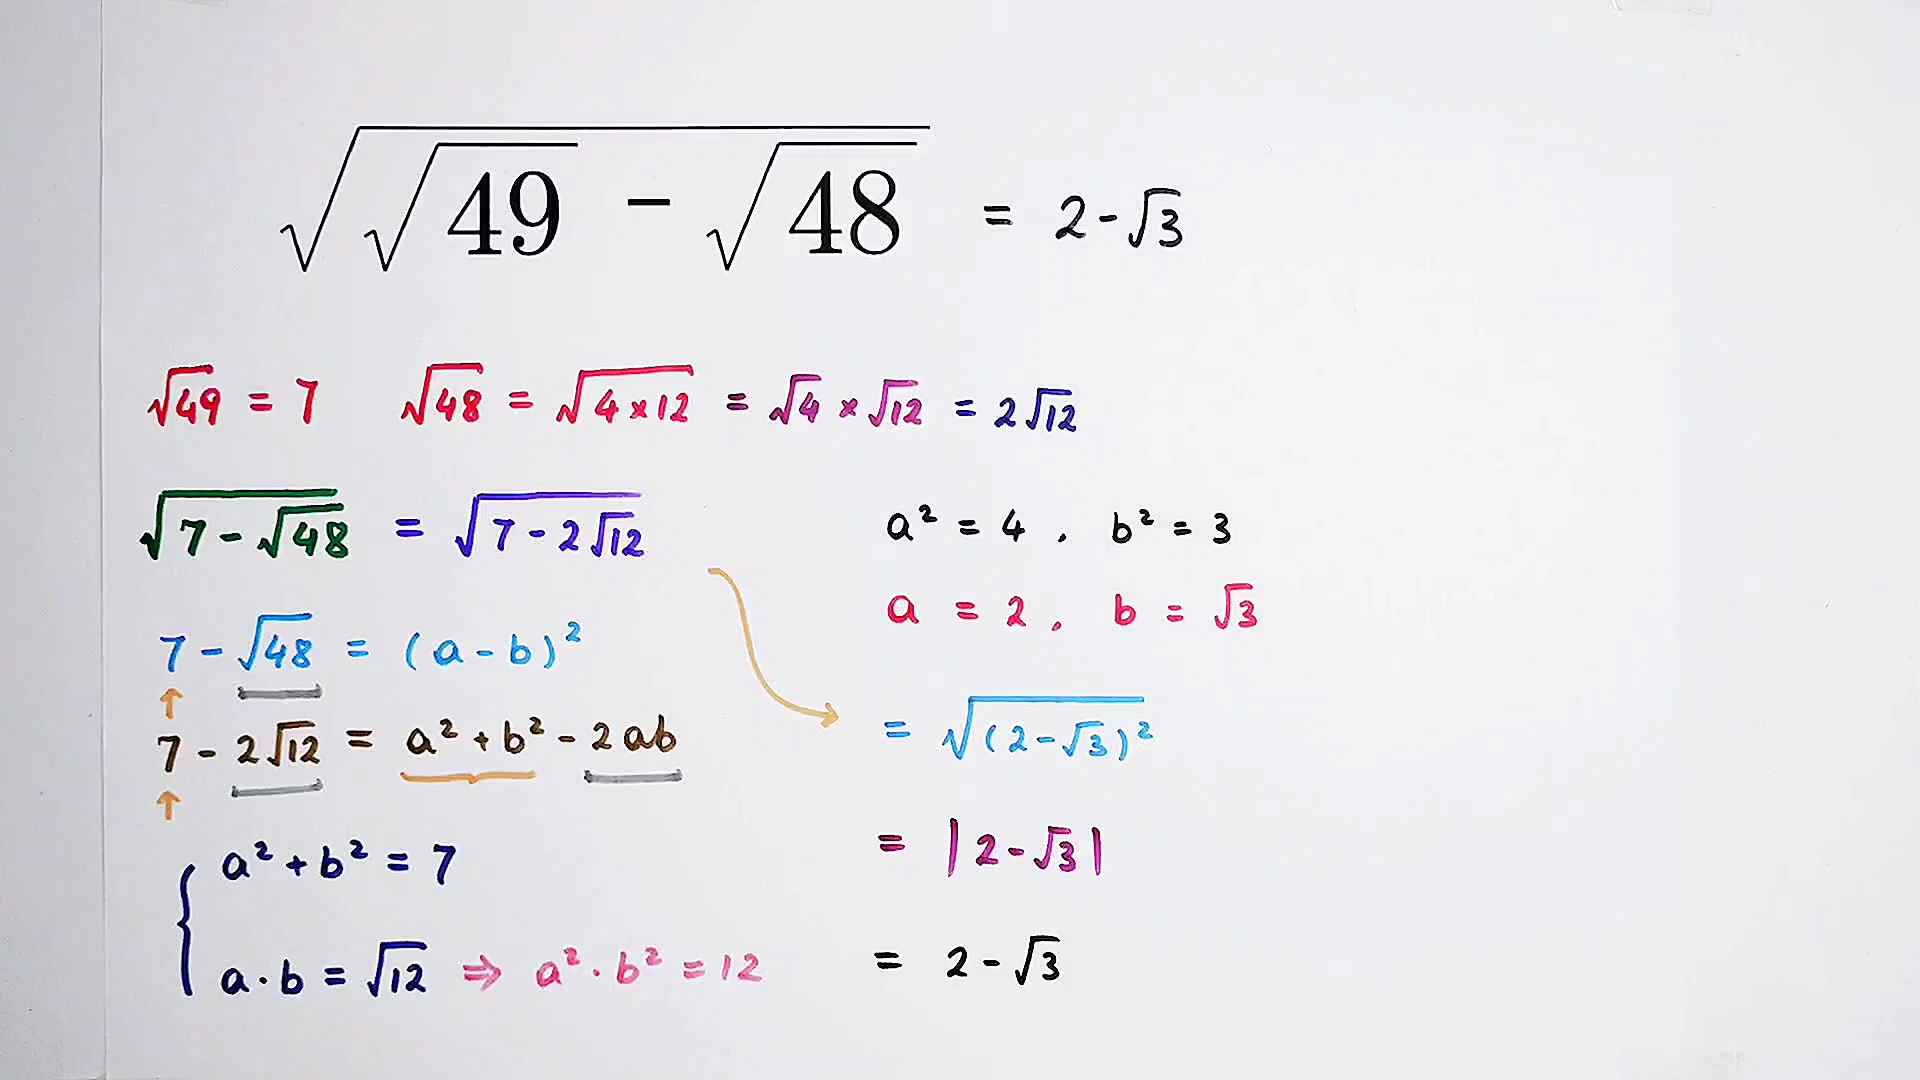 √(√49 - √48) = 2 - √3
√49 = 7 √48 = √(4 × 12) = √4 × √12 = 2√12
√(7 - √48) = √(7 - 2√12)
7 - √48 = (a - b)²
7 - 2√12 = a² + b² - 2ab
a² + b² = 7
a · b = √12 ⇒ a² · b² = 12
a² = 4 , b² = 3
a = 2 , b = √3
= √((2 - √3)²)
= |2 - √3|
= 2 - √3